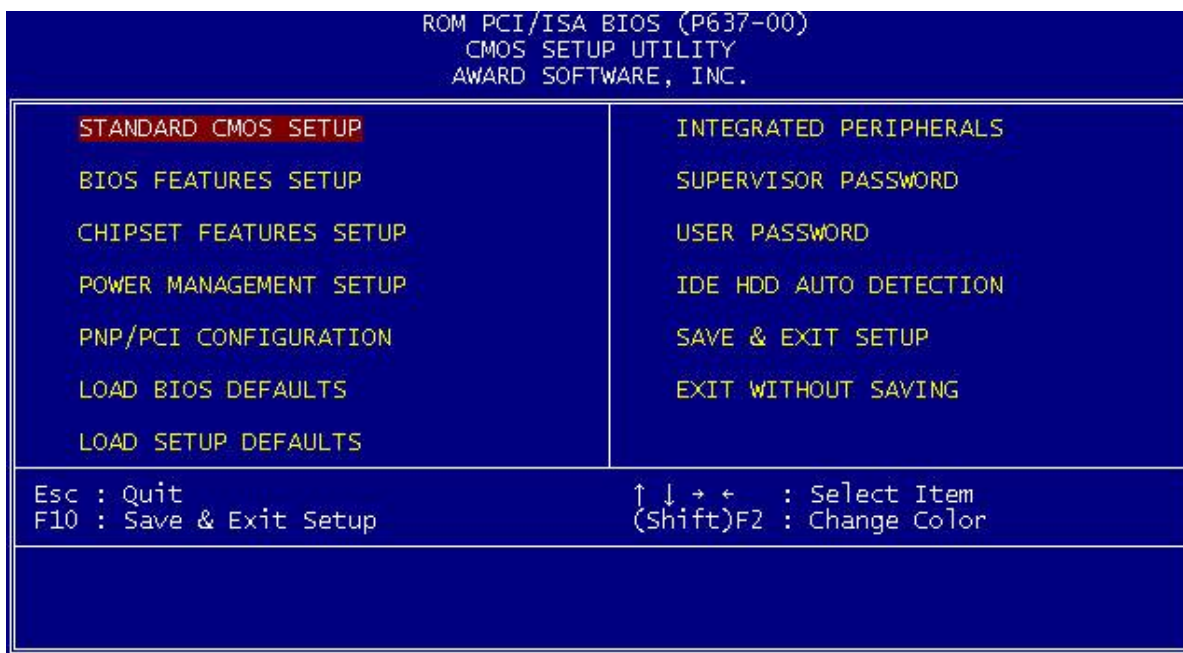 ROM PCI/ISA BIOS (P637-00)
CMOS SETUP UTILITY
AWARD SOFTWARE, INC.
STANDARD CMOS SETUP
BIOS FEATURES SETUP
CHIPSET FEATURES SETUP
POWER MANAGEMENT SETUP
PNP/PCI CONFIGURATION
LOAD BIOS DEFAULTS
LOAD SETUP DEFAULTS
INTEGRATED PERIPHERALS
SUPERVISOR PASSWORD
USER PASSWORD
IDE HDD AUTO DETECTION
SAVE & EXIT SETUP
EXIT WITHOUT SAVING
Esc : Quit
F10 : Save & Exit Setup
↑ ↓ → ← : Select Item
(Shift)F2 : Change Color